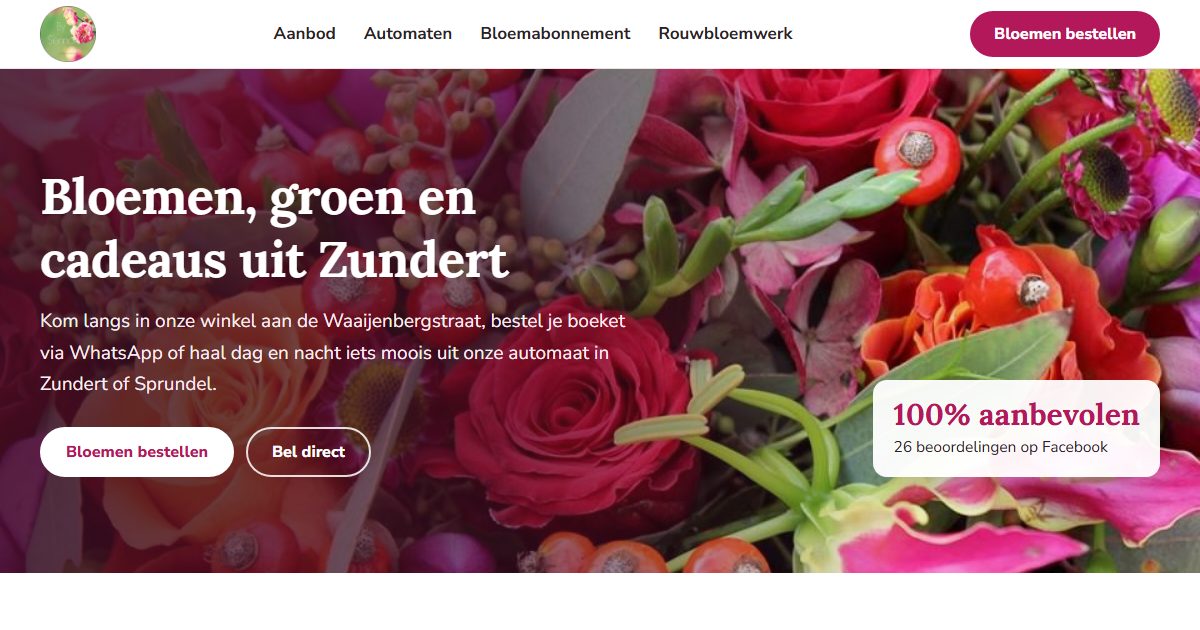 Aanbod
Automaten
Bloemabonnement
Rouwbloemwerk
Bloemen bestellen
Bloemen, groen en
cadeaus uit Zundert
Kom langs in onze winkel aan de Waaijenbergstraat, bestel je boeket
via WhatsApp of haal dag en nacht iets moois uit onze automaat in
Zundert of Sprundel.
Bloemen bestellen
Bel direct
100% aanbevolen
26 beoordelingen op Facebook